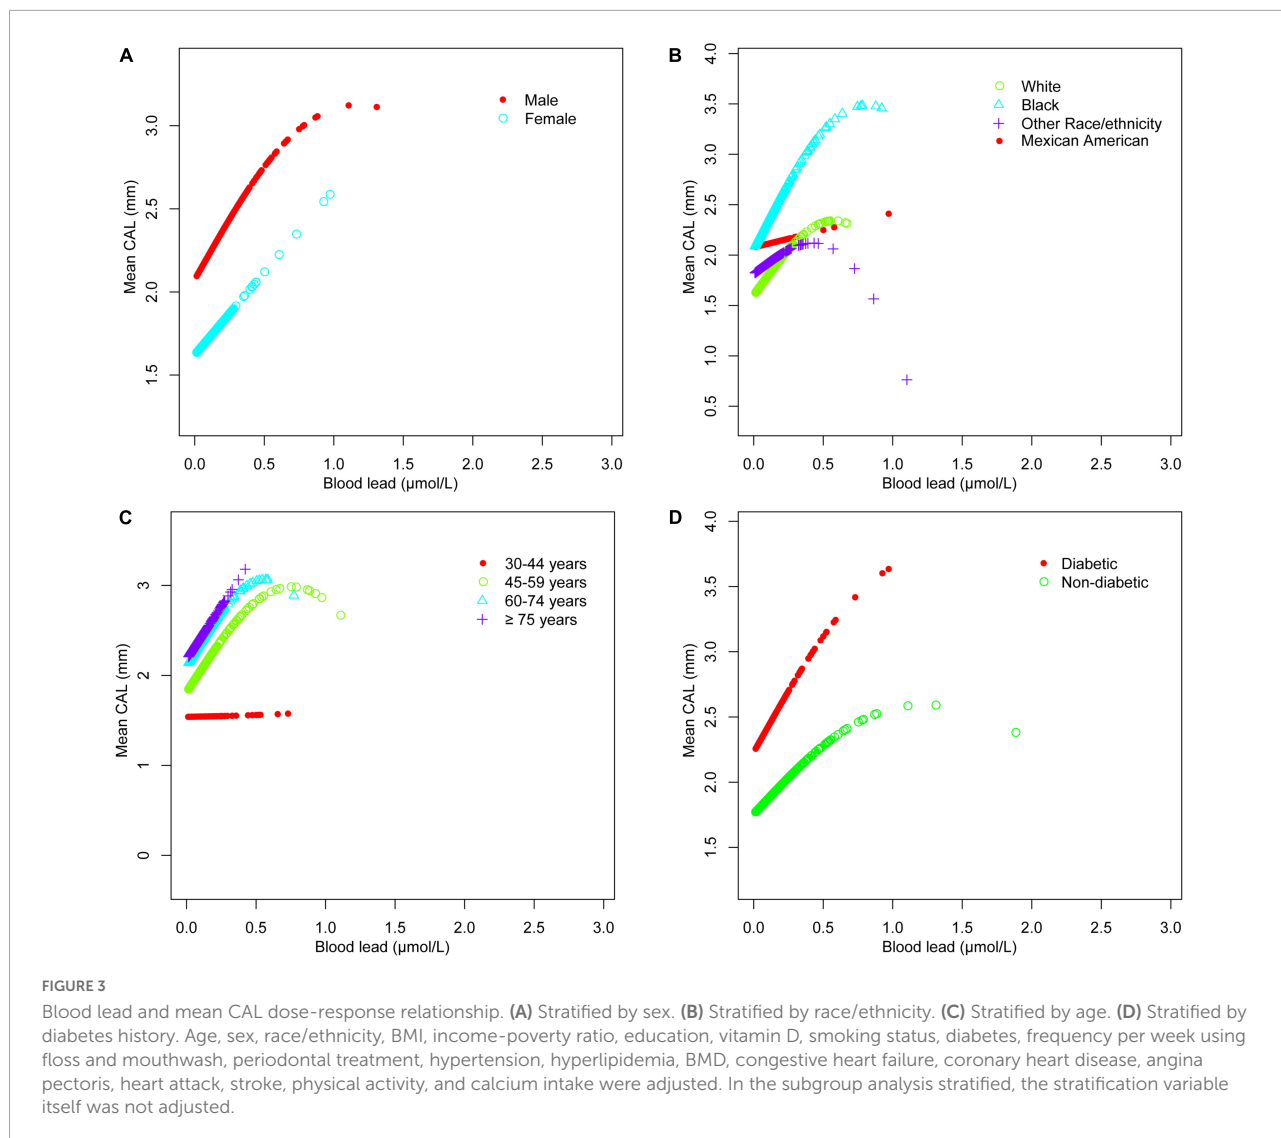 A
Mean CAL (mm)
3.0
2.5
2.0
1.5
Male
Female
0.0 0.5 1.0 1.5 2.0 2.5 3.0
Blood lead (μmol/L)
B
Mean CAL (mm)
4.0
3.5
3.0
2.5
2.0
1.5
1.0
0.5
White
Black
Other Race/ethnicity
Mexican American
0.0 0.5 1.0 1.5 2.0 2.5 3.0
Blood lead (μmol/L)
C
Mean CAL (mm)
3
2
1
0
30-44 years
45-59 years
60-74 years
≥ 75 years
0.0 0.5 1.0 1.5 2.0 2.5 3.0
Blood lead (μmol/L)
D
Mean CAL (mm)
4.0
3.5
3.0
2.5
2.0
1.5
Diabetic
Non-diabetic
0.0 0.5 1.0 1.5 2.0 2.5 3.0
Blood lead (μmol/L)
FIGURE 3
Blood lead and mean CAL dose-response relationship. (A) Stratified by sex. (B) Stratified by race/ethnicity. (C) Stratified by age. (D) Stratified by
diabetes history. Age, sex, race/ethnicity, BMI, income-poverty ratio, education, vitamin D, smoking status, diabetes, frequency per week using
floss and mouthwash, periodontal treatment, hypertension, hyperlipidemia, BMD, congestive heart failure, coronary heart disease, angina
pectoris, heart attack, stroke, physical activity, and calcium intake were adjusted. In the subgroup analysis stratified, the stratification variable
itself was not adjusted.